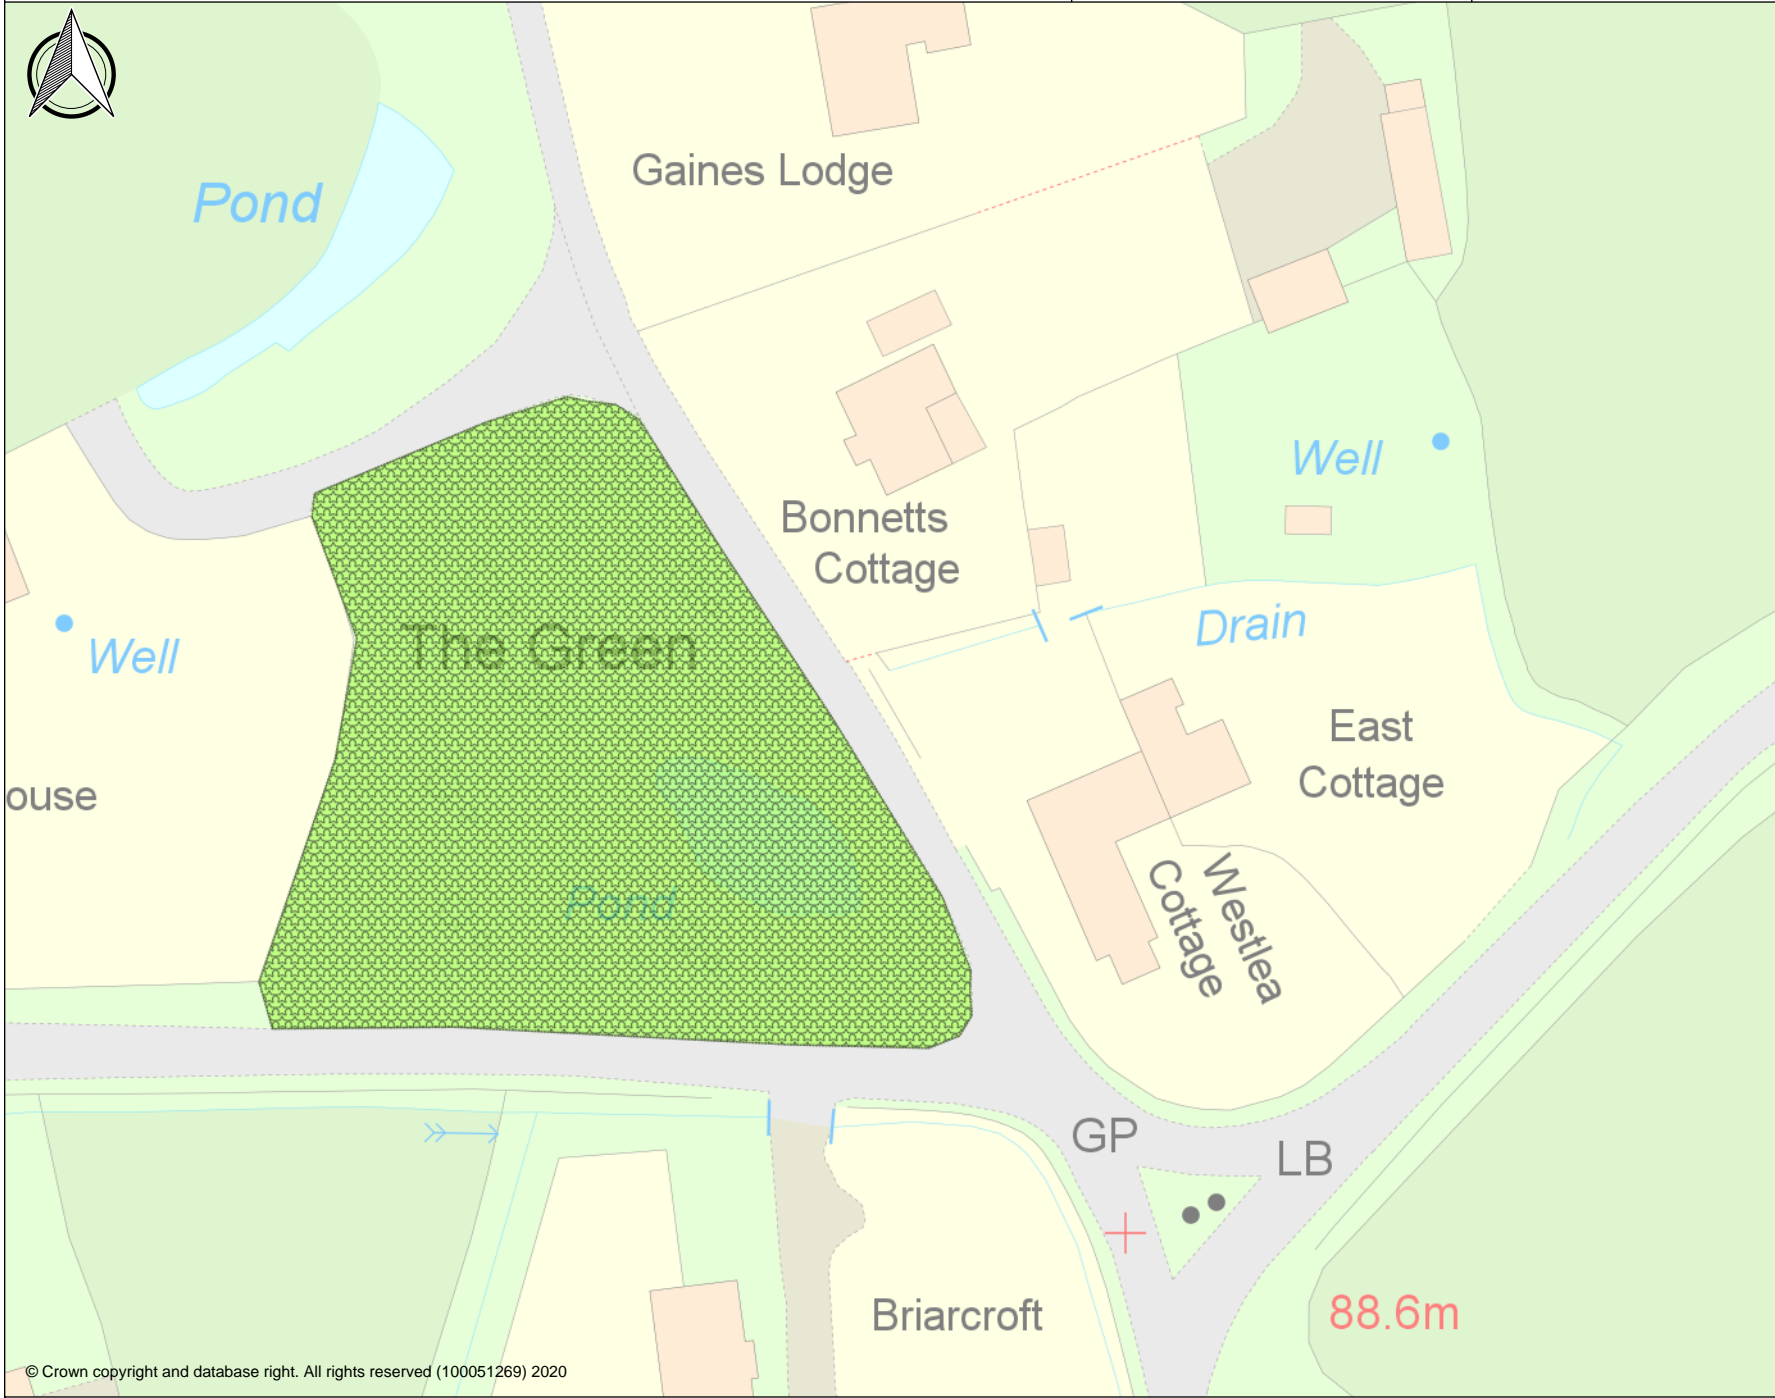 Gaines Lodge
Pond
Bonnetts
Cottage
Well
The Green
Well
Drain
East
Cottage
ouse
Pond
Westlea
Cottage
GP
LB
Briarcroft
88.6m
© Crown copyright and database right. All rights reserved (100051269) 2020